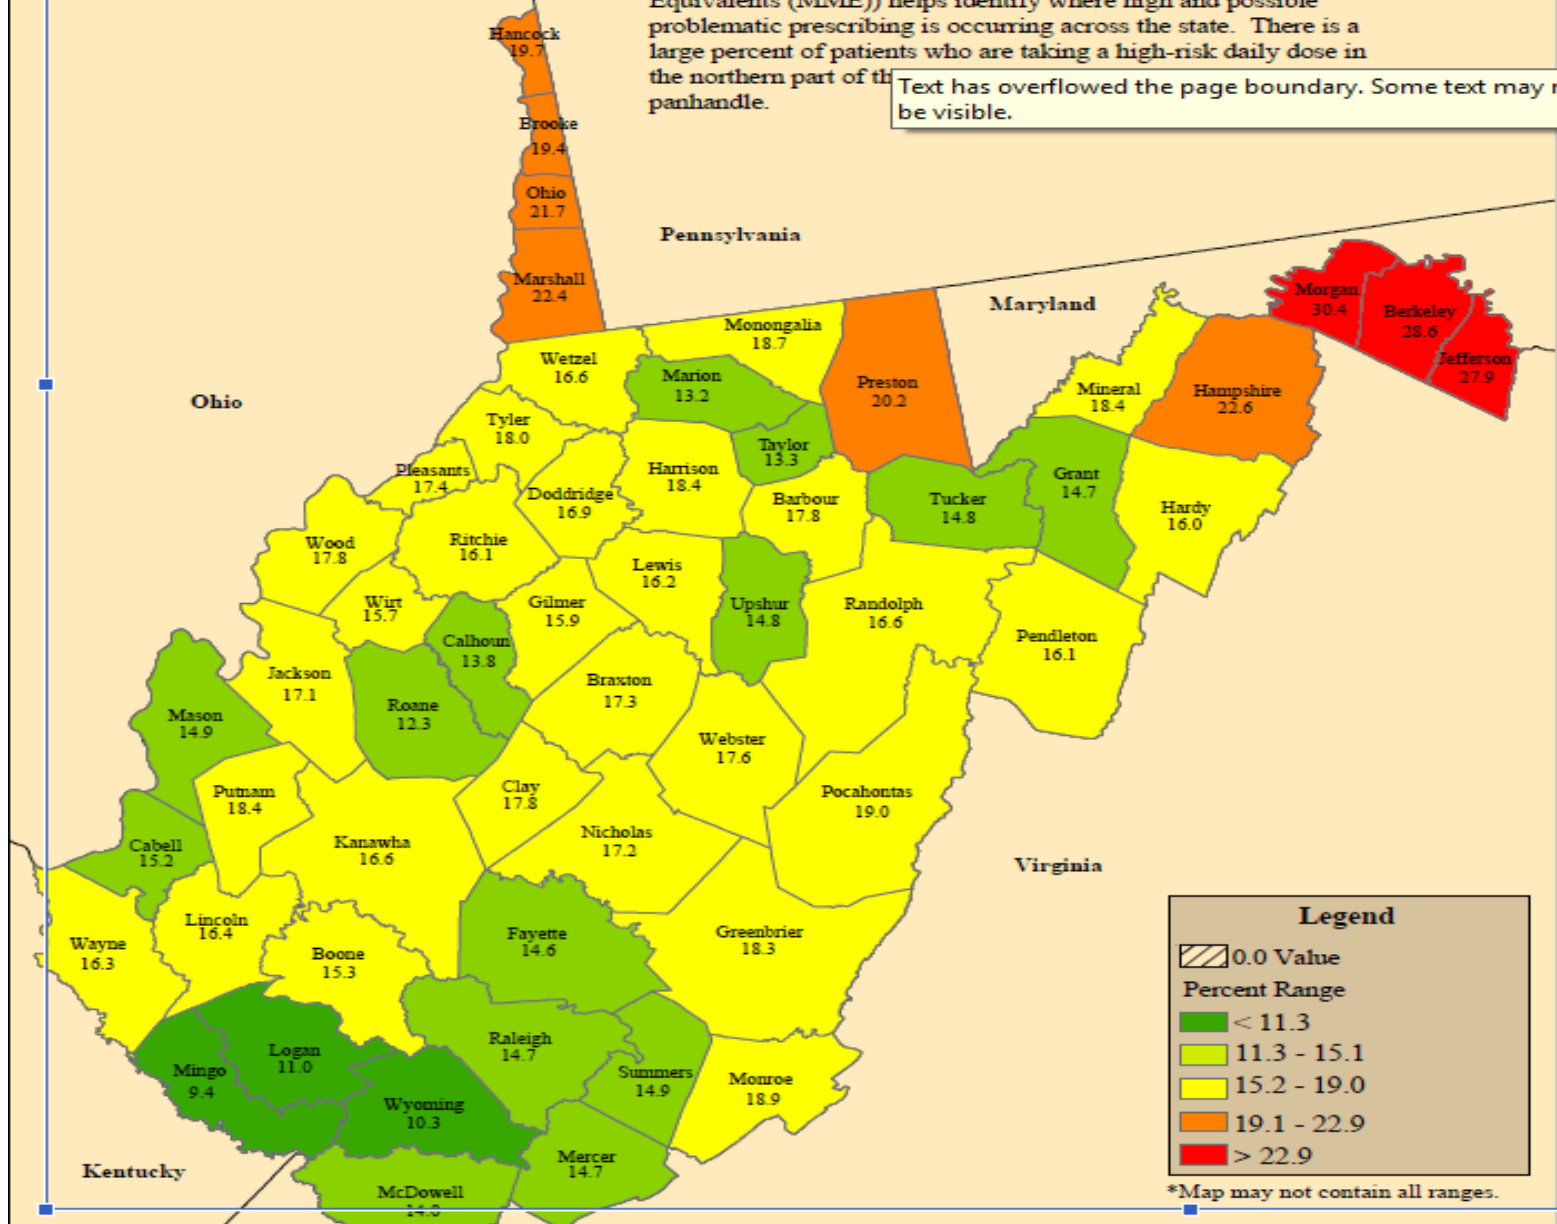 Equivalents (MME)) helps identify where high and possible
problematic prescribing is occurring across the state. There is a
large percent of patients who are taking a high-risk daily dose in
the northern part of
panhandle.
Text has overflowed the page boundary. Some text may
be visible.
Hancock
19.7
Brooke
19.4
Ohio
21.7
Marshall
22.4
Pennsylvania
Maryland
Ohio
Virginia
Kentucky
Morgan
30.4
Berkeley
28.6
Jefferson
27.9
Monongalia
18.7
Wetzel
16.6
Marion
13.2
Preston
20.2
Mineral
18.4
Hampshire
22.6
Tyler
18.0
Taylor
13.3
Pleasants
17.4
Harrison
18.4
Doddridge
16.9
Barbour
17.8
Tucker
14.8
Grant
14.7
Hardy
16.0
Wood
17.8
Ritchie
16.1
Lewis
16.2
Wirt
15.7
Gilmer
15.9
Upshur
14.8
Randolph
16.6
Calhoun
13.8
Pendleton
16.1
Jackson
17.1
Roane
12.3
Braxton
17.3
Mason
14.9
Webster
17.6
Putnam
18.4
Clay
17.8
Pocahontas
19.0
Cabell
15.2
Kanawha
16.6
Nicholas
17.2
Lincoln
16.4
Wayne
16.3
Boone
15.3
Fayette
14.6
Greenbrier
18.3
Raleigh
14.7
Logan
11.0
Mingo
9.4
Summers
14.9
Monroe
18.9
Wyoming
10.3
Mercer
14.7
McDowell
Legend
0.0 Value
Percent Range
< 11.3
11.3 - 15.1
15.2 - 19.0
19.1 - 22.9
> 22.9
*Map may not contain all ranges.